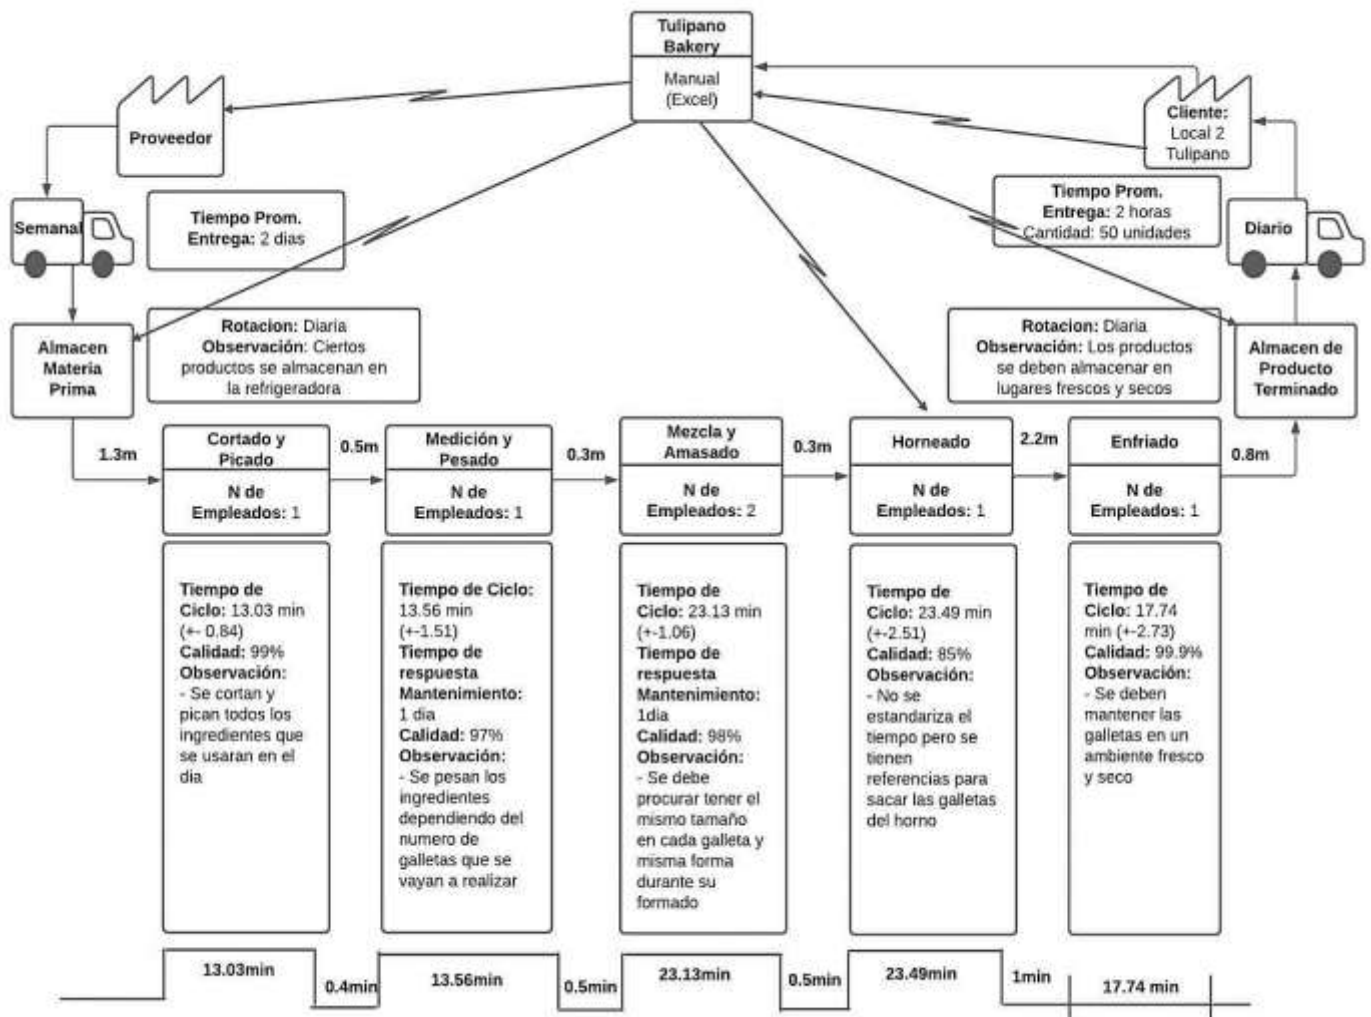 Tulipano
Bakery
Manual
(Excel)
Proveedor
Cliente:
Local 2
Tulipano
Semanal
Tiempo Prom.
Entrega: 2 dias
Tiempo Prom.
Entrega: 2 horas
Cantidad: 50 unidades
Diario
Almacen
Materia
Prima
Rotacion: Diaria
Observación: Ciertos
productos se almacenan en
la refrigeradora
Rotacion: Diaria
Observación: Los productos
se deben almacenar en
lugares frescos y secos
Almacen de
Producto
Terminado
1.3m
Cortado y
Picado
N de
Empleados: 1
0.5m
Medición y
Pesado
N de
Empleados: 1
0.3m
Mezcla y
Amasado
N de
Empleados: 2
0.3m
Horneado
N de
Empleados: 1
2.2m
Enfriado
N de
Empleados: 1
0.8m
Tiempo de
Ciclo: 13.03 min
(+- 0.84)
Calidad: 99%
Observación:
- Se cortan y
pican todos los
ingredientes que
se usaran en el
dia
Tiempo de Ciclo:
13.56 min
(+-1.51)
Tiempo de
respuesta
Mantenimiento:
1 dia
Calidad: 97%
Observación:
- Se pesan los
ingredientes
dependiendo del
numero de
galletas que se
vayan a realizar
Tiempo de
Ciclo: 23.13 min
(+-1.06)
Tiempo de
respuesta
Mantenimiento:
1dia
Calidad: 98%
Observación:
- Se debe
procurar tener el
mismo tamaño
en cada galleta y
misma forma
durante su
formado
Tiempo de
Ciclo: 23.49 min
(+-2.51)
Calidad: 85%
Observación:
- No se
estandariza el
tiempo pero se
tienen
referencias para
sacar las galletas
del horno
Tiempo de
Ciclo: 17.74
min (+-2.73)
Calidad: 99.9%
Observación:
- Se deben
mantener las
galletas en un
ambiente fresco
y seco
13.03min
0.4min
13.56min
0.5min
23.13min
0.5min
23.49min
1min
17.74 min